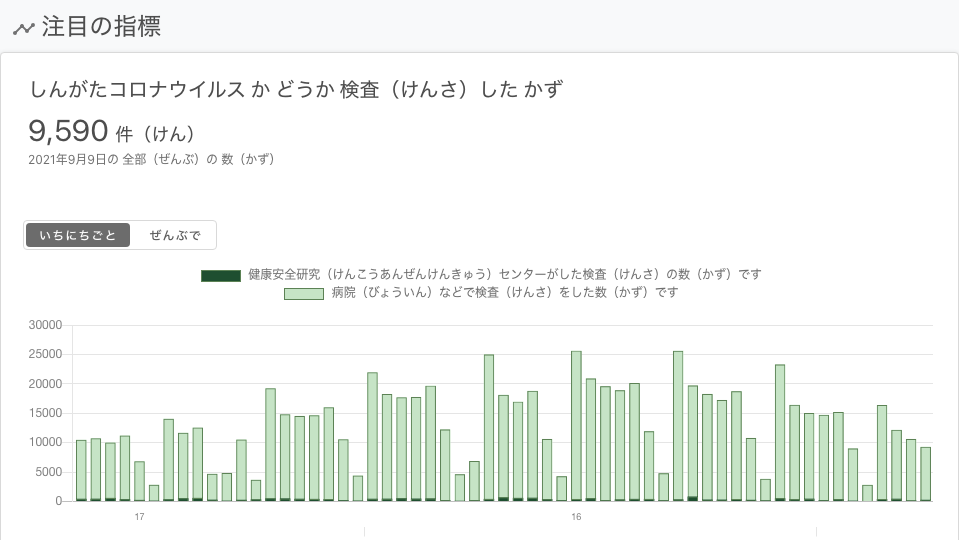 注目の指標
しんがたコロナウイルス か どうか 検査（けんさ）した かず
9,590 件（けん）
2021年9月9日の 全部（ぜんぶ）の 数（かず）
いちにちごと ぜんぶで
健康安全研究（けんこうあんぜんけんきゅう）センターがした検査（けんさ）の数（かず）です
病院（びょういん）などで検査（けんさ）をした数（かず）です
30000
25000
20000
15000
10000
5000
0
17 16